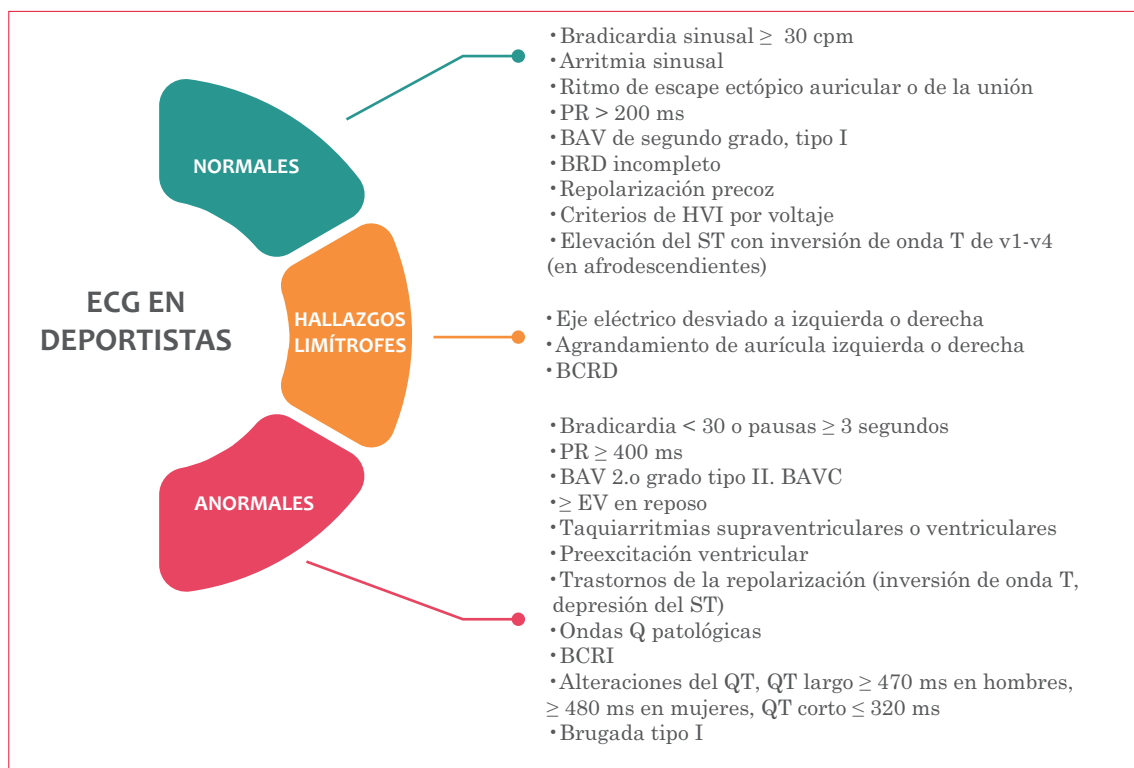 ECG EN
DEPORTISTAS
NORMALES
•Bradicardia sinusal ≥ 30 cpm
•Arritmia sinusal
•Ritmo de escape ectópico auricular o de la unión
•PR > 200 ms
•BAV de segundo grado, tipo I
•BRD incompleto
•Repolarización precoz
•Criterios de HVI por voltaje
•Elevación del ST con inversión de onda T de v1-v4
(en afrodescendientes)
HALLAZGOS
LIMÍTROFES
•Eje eléctrico desviado a izquierda o derecha
•Agrandamiento de aurícula izquierda o derecha
•BCRD
ANORMALES
•Bradicardia < 30 o pausas ≥ 3 segundos
•PR ≥ 400 ms
•BAV 2.o grado tipo II. BAVC
•≥ EV en reposo
•Taquiarritmias supraventriculares o ventriculares
•Preexcitación ventricular
•Trastornos de la repolarización (inversión de onda T,
depresión del ST)
•Ondas Q patológicas
•BCRI
•Alteraciones del QT, QT largo ≥ 470 ms en hombres,
≥ 480 ms en mujeres, QT corto ≤ 320 ms
•Brugada tipo I